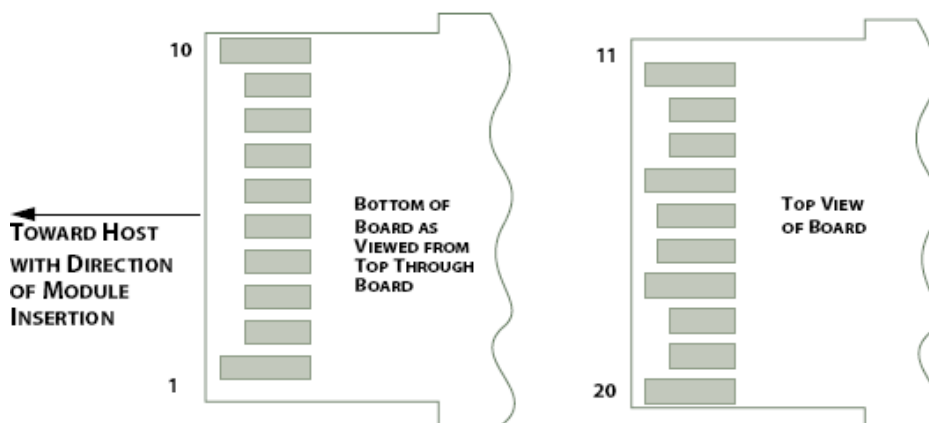 10
1
TOWARD HOST
WITH DIRECTION
OF MODULE
INSERTION
BOTTOM OF
BOARD AS
VIEWED FROM
TOP THROUGH
BOARD
11
20
TOP VIEW
OF BOARD